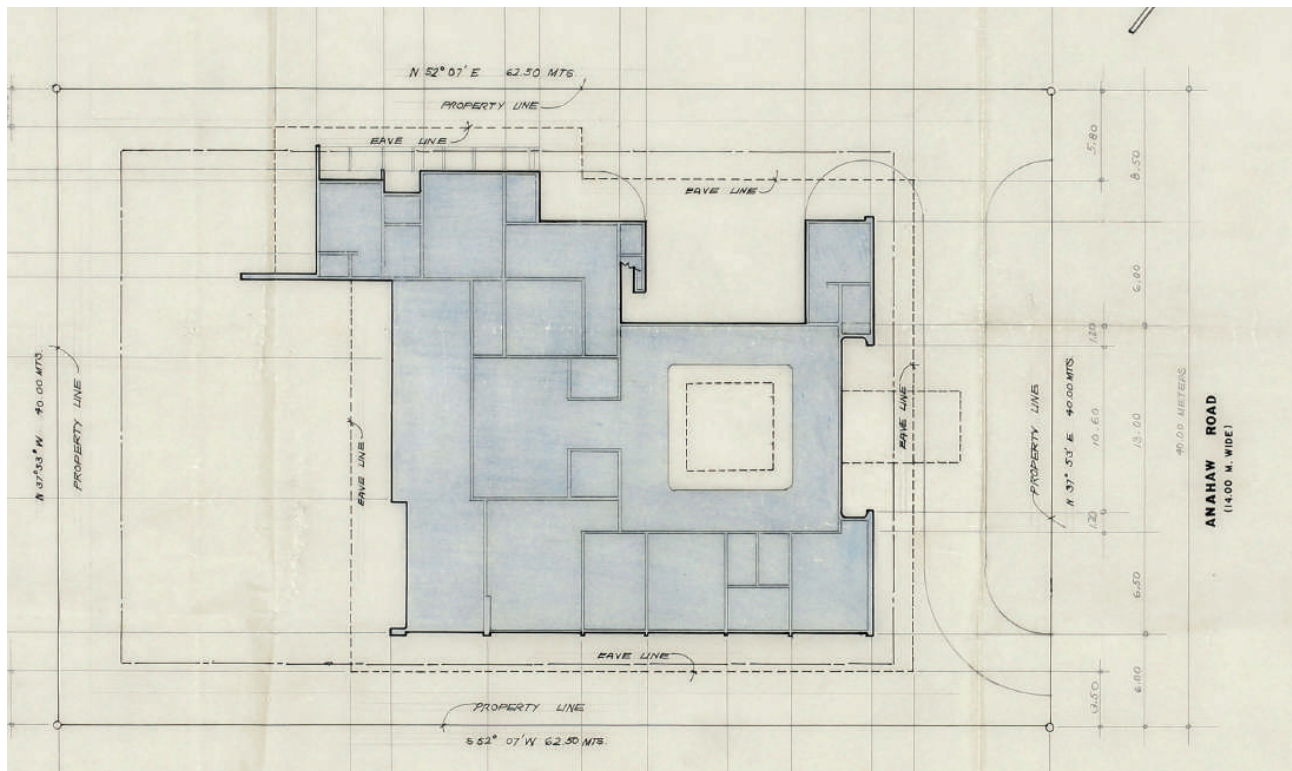 N 52° 07' E 62.50 MTS.
PROPERTY LINE
EAVE LINE
EAVE LINE
5.80
8.50
6.00
1.20
N 37° 53' W 40.00 MTS.
PROPERTY LINE
EAVE LINE
EAVE LINE
PROPERTY LINE
N 37° 53' E 40.00 MTS.
10.60
13.00
40.00 METERS
ANAHAW ROAD
(14.00 M. WIDE)
1.20
6.50
EAVE LINE
3.50
6.80
PROPERTY LINE
S 52° 07' W 62.50 MTS.